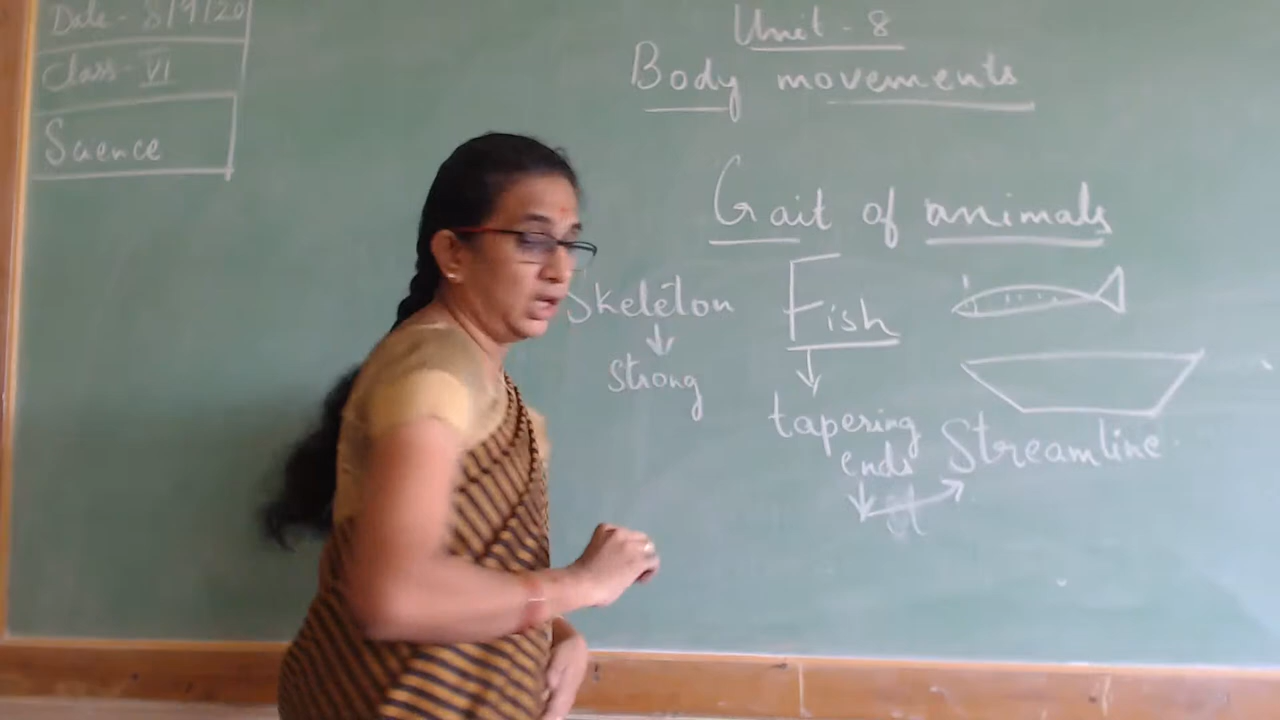 Date - 8/9/20
Class - VI
Science
Unit - 8
Body movements
Gait of animals
Skeleton
strong
Fish
tapering
ends
Streamline